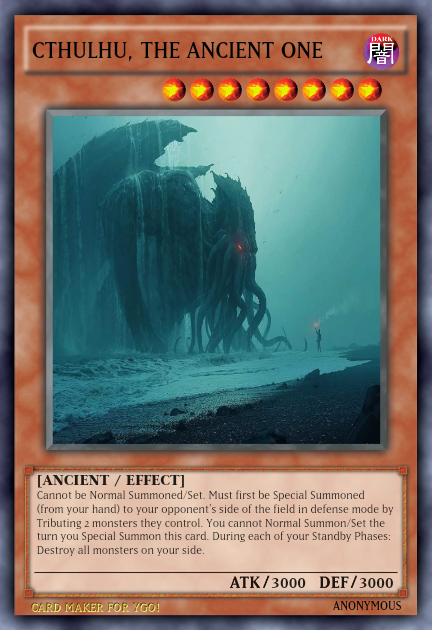 CTHULHU, THE ANCIENT ONE
DARK
闇
[ANCIENT / EFFECT]
Cannot be Normal Summoned/Set. Must first be Special Summoned
(from your hand) to your opponent's side of the field in defense mode by
Tributing 2 monsters they control. You cannot Normal Summon/Set the
turn you Special Summon this card. During each of your Standby Phases:
Destroy all monsters on your side.
ATK/3000 DEF/3000
CARD MAKER FOR YGO!
ANONYMOUS